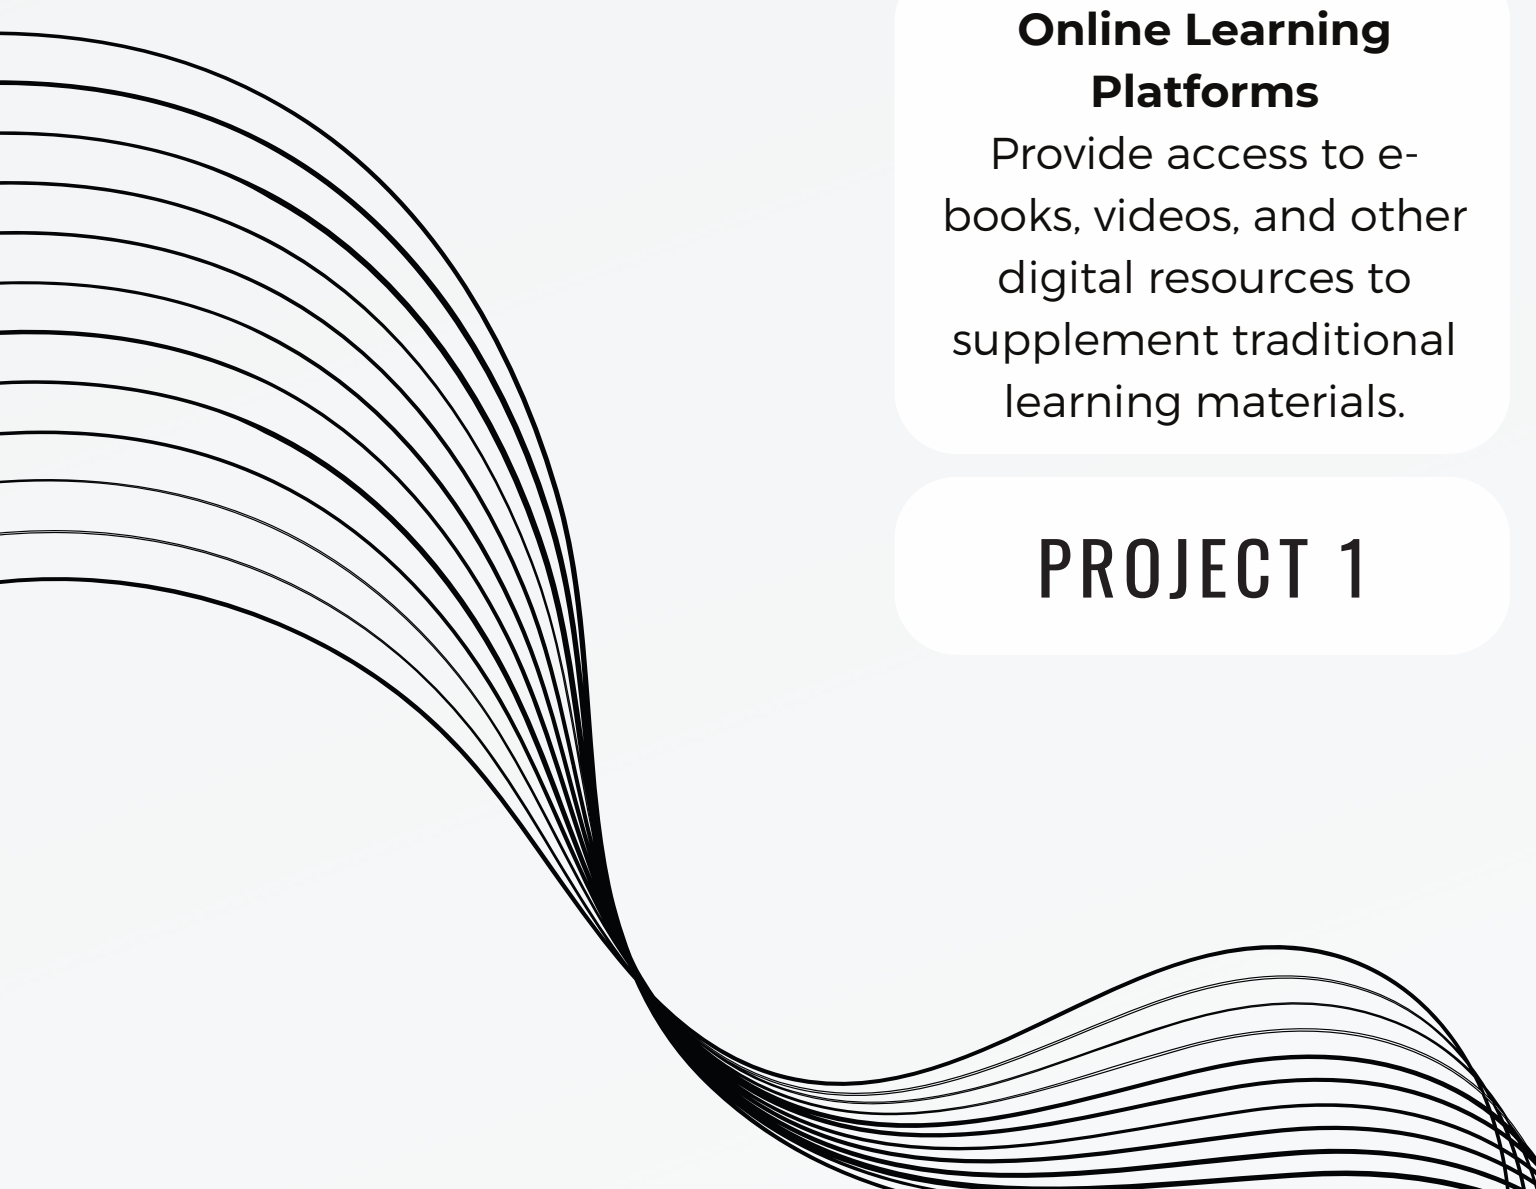 Online Learning
Platforms
Provide access to e-
books, videos, and other
digital resources to
supplement traditional
learning materials.
PROJECT 1